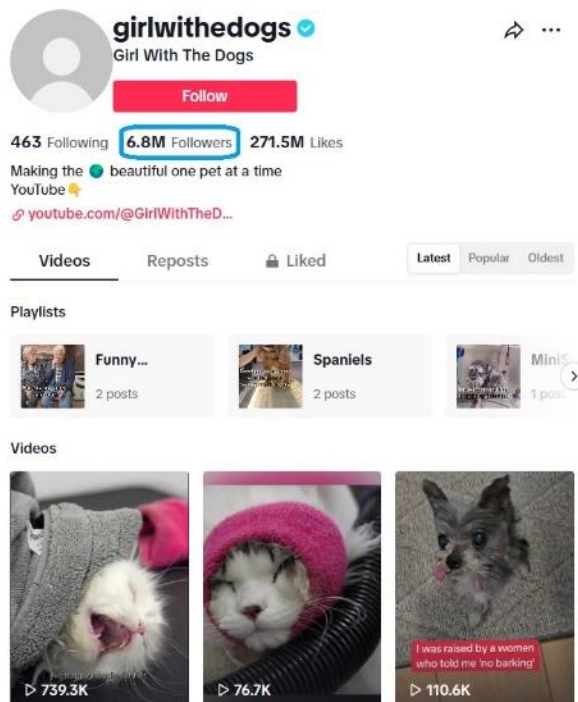 girlwithedogs
Girl With The Dogs
Follow
463 Following 6.8M Followers 271.5M Likes
Making the 🌍 beautiful one pet at a time
YouTube👇
youtube.com/@GirlWithTheD...
Videos Reposts Liked
Latest Popular Oldest
Playlists
Funny...
2 posts
Spaniels
2 posts
MiniS...
1 post
Videos
739.3K
76.7K
I was raised by a women
who told me 'no barking'
110.6K